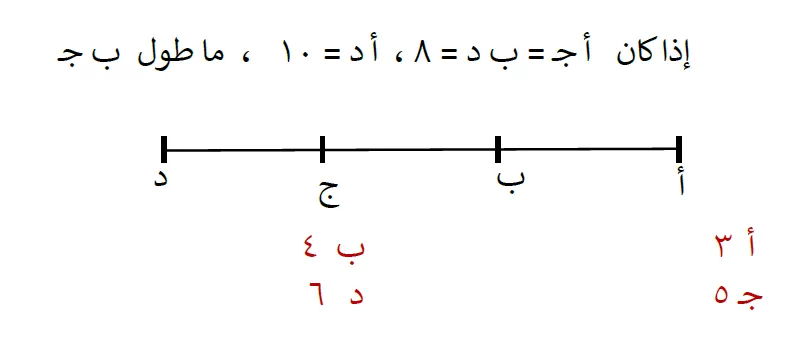 إذا كان أ جـ = ب د = ٨ ، أ د = ١٠ ، ما طول ب جـ
أ ب ج د
أ ٣ ب ٤
جـ ٥ د ٦